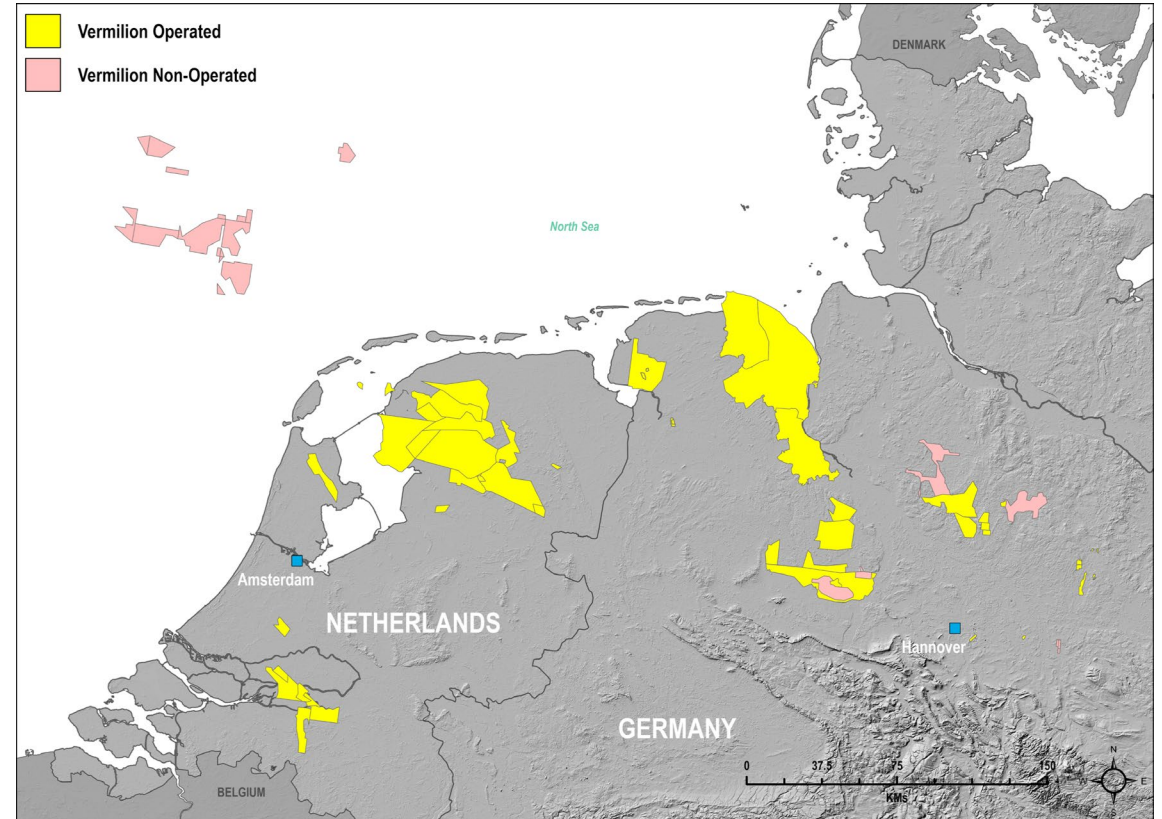 Vermilion Operated
Vermilion Non-Operated
DENMARK
North Sea
Amsterdam
NETHERLANDS
Hannover
GERMANY
BELGIUM
0 37.5 75 150
KMs
N
W E
S